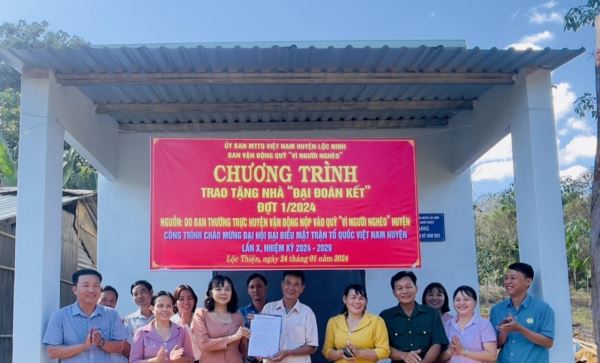 ỦY BAN MTTQ VIỆT NAM HUYỆN LỘC NINH
BAN VẬN ĐỘNG QUỸ "VÌ NGƯỜI NGHÈO"
CHƯƠNG TRÌNH
TRAO TẶNG NHÀ "ĐẠI ĐOÀN KẾT"
ĐỢT 1/2024
NGUỒN: DO BAN THƯỜNG TRỰC HUYỆN VẬN ĐỘNG NỘP VÀO QUỸ "VÌ NGƯỜI NGHÈO" HUYỆN
CÔNG TRÌNH CHÀO MỪNG ĐẠI HỘI ĐẠI BIỂU MẶT TRẬN TỔ QUỐC VIỆT NAM HUYỆN
LẦN X, NHIỆM KỲ 2024 - 2029
Lộc Thiện, ngày 24 tháng 01 năm 2024